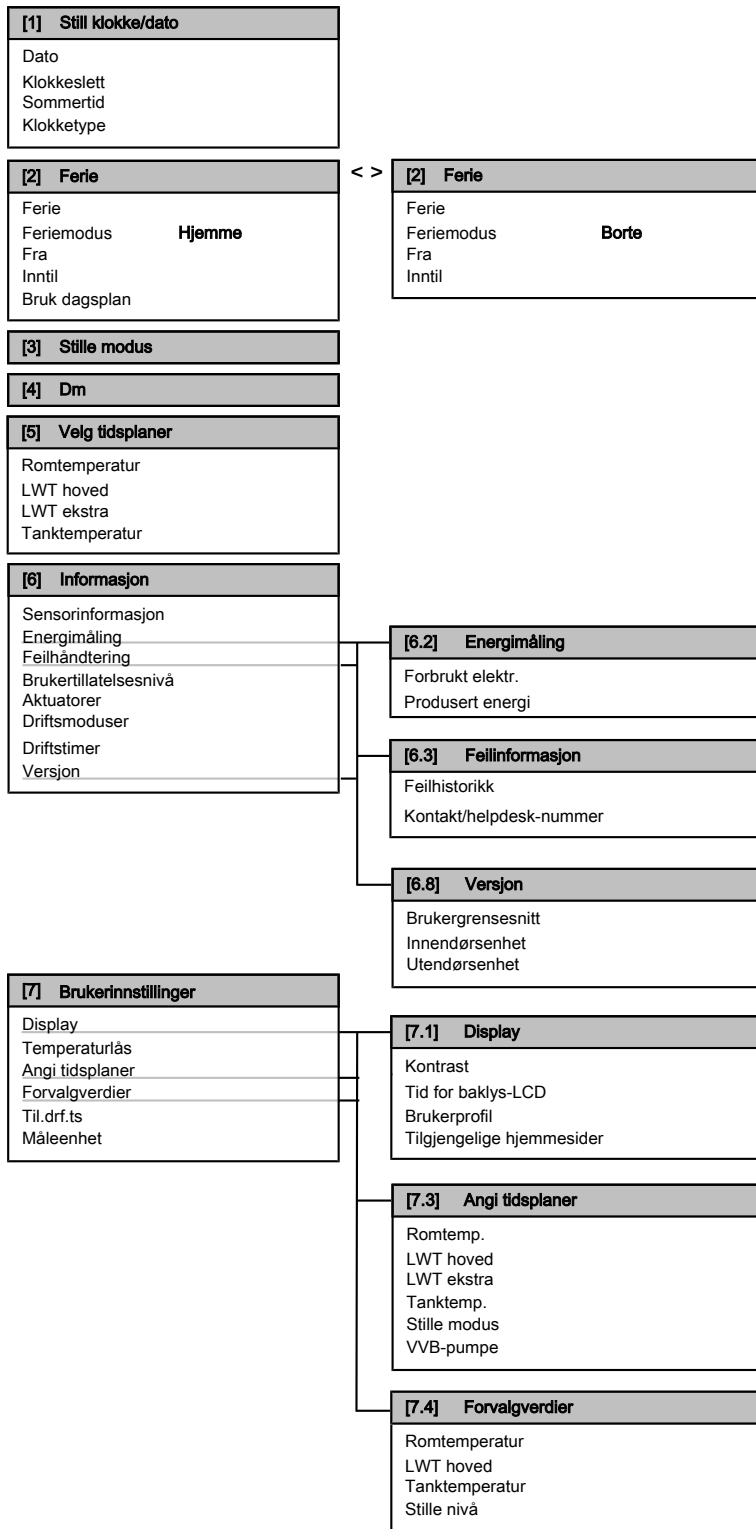 [1] Still klokke/dato
Dato
Klokkeslett
Sommertid
Klokketype
[2] Ferie
Ferie
Feriemodus Hjemme
Fra
Inntil
Bruk dagsplan
< >
[2] Ferie
Ferie
Feriemodus Borte
Fra
Inntil
[3] Stille modus
[4] Dm
[5] Velg tidsplaner
Romtemperatur
LWT hoved
LWT ekstra
Tanktemperatur
[6] Informasjon
Sensorinformasjon
Energimåling
Feilhåndtering
Brukertillatelsesnivå
Aktuatorer
Driftsmoduser
Driftstimer
Versjon
[6.2] Energimåling
Forbrukt elektr.
Produsert energi
[6.3] Feilinformasjon
Feilhistorikk
Kontakt/helpdesk-nummer
[6.8] Versjon
Brukergrensesnitt
Innendørsenhet
Utendørsenhet
[7] Brukerinnstillinger
Display
Temperaturlås
Angi tidsplaner
Forvalgverdier
Til.drf.ts
Måleenhet
[7.1] Display
Kontrast
Tid for baklys-LCD
Brukerprofil
Tilgjengelige hjemmesider
[7.3] Angi tidsplaner
Romtemp.
LWT hoved
LWT ekstra
Tanktemp.
Stille modus
VVB-pumpe
[7.4] Forvalgverdier
Romtemperatur
LWT hoved
Tanktemperatur
Stille nivå